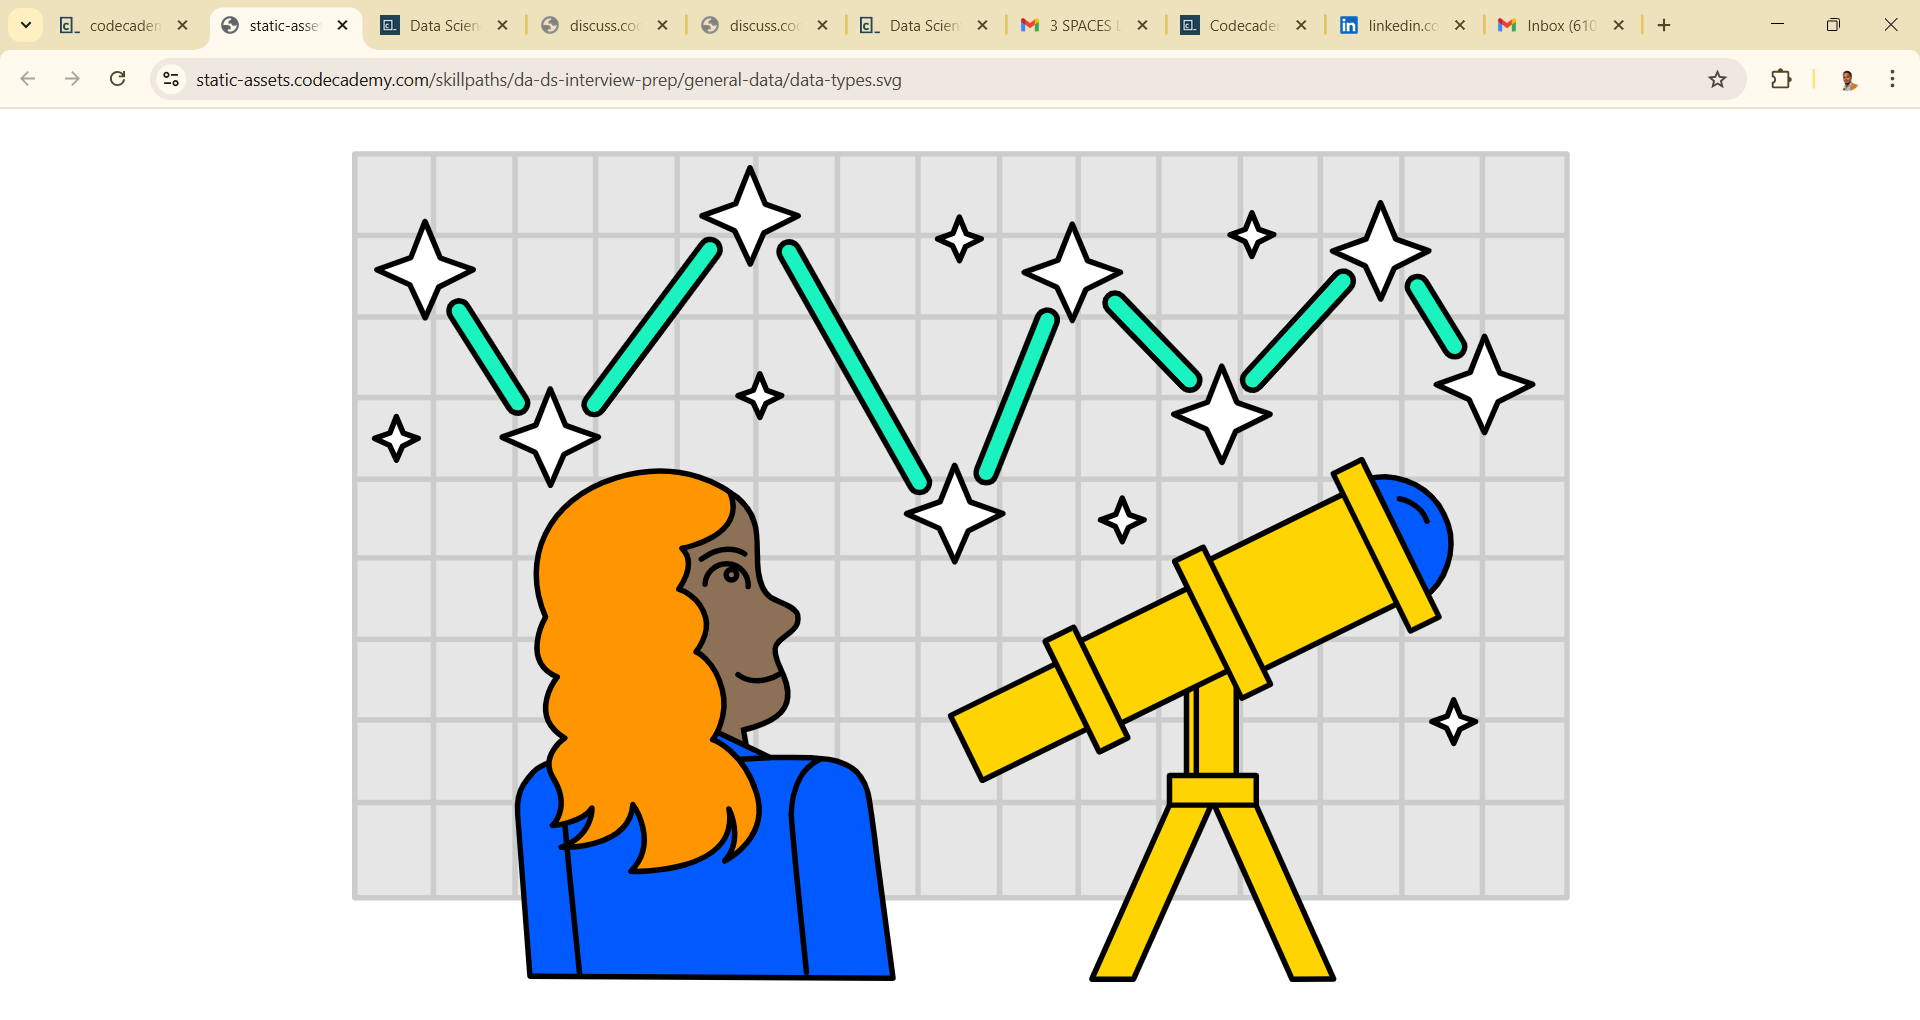 codecaden
static-asse
Data Scien
discuss.coc
discuss.coc
Data Scien
3 SPACES L
Codecader
linkedin.co
Inbox (610
static-assets.codecademy.com/skillpaths/da-ds-interview-prep/general-data/data-types.svg